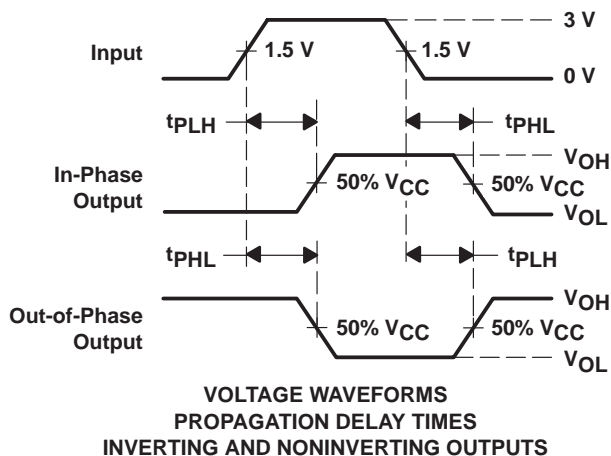 3 V
Input
1.5 V
1.5 V
0 V
tPLH
tPHL
VOH
In-Phase
Output
50% VCC
50% VCC
VOL
tPHL
tPLH
VOH
Out-of-Phase
Output
50% VCC
50% VCC
VOL
VOLTAGE WAVEFORMS
PROPAGATION DELAY TIMES
INVERTING AND NONINVERTING OUTPUTS